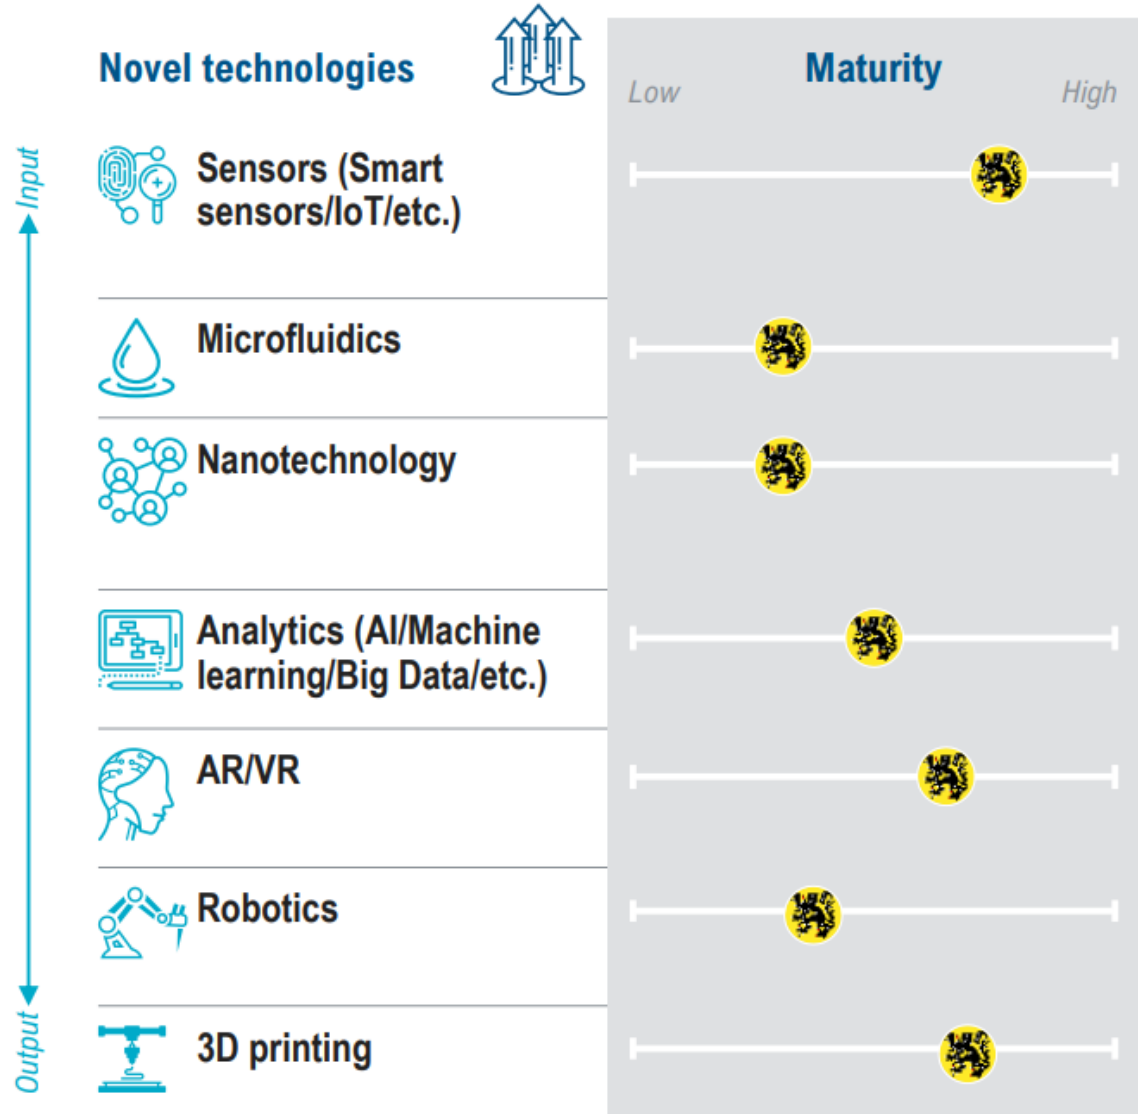 Novel technologies
Maturity
Low
High
Input
Sensors (Smart
sensors/IoT/etc.)
Microfluidics
Nanotechnology
Analytics (AI/Machine
learning/Big Data/etc.)
AR/VR
Robotics
3D printing
Output